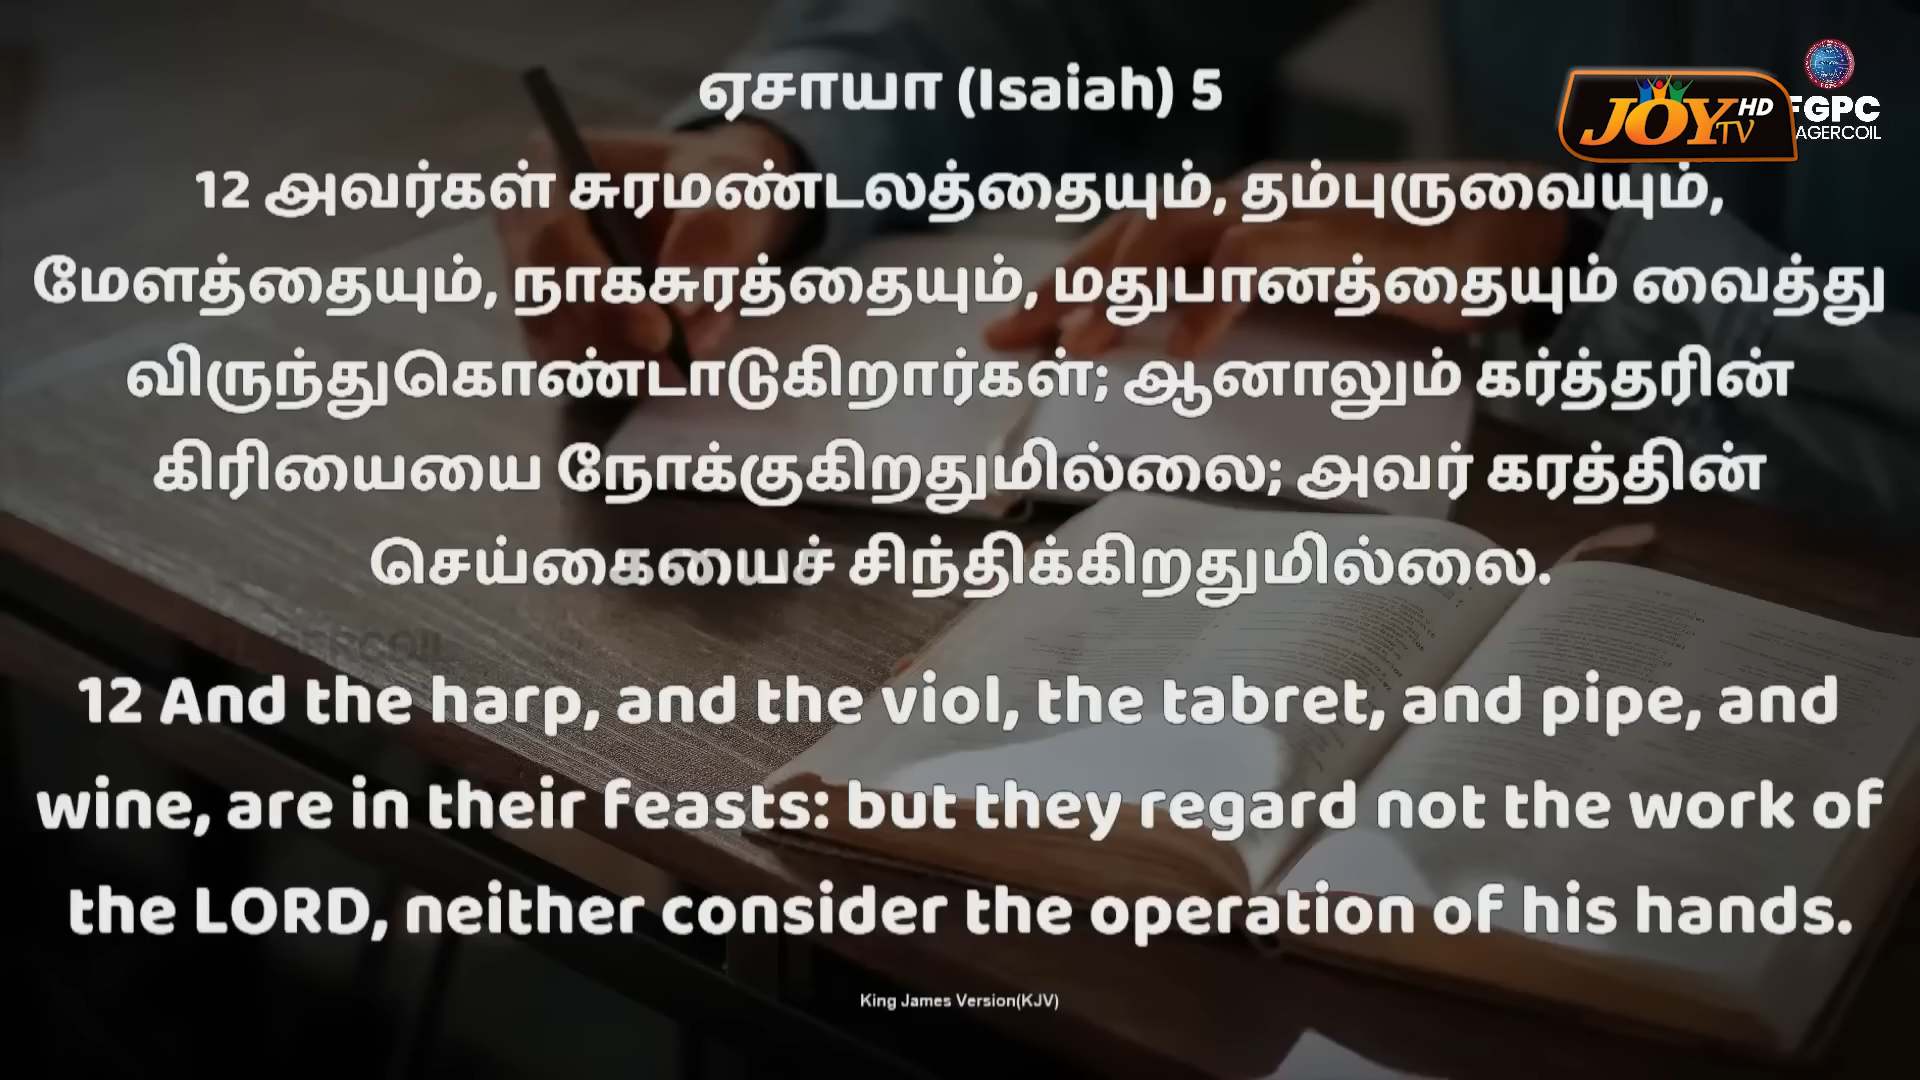 ஏசாயா (Isaiah) 5
JOY TV HD
FGPC
AGERCOIL
12 அவர்கள் சுரமண்டலத்தையும், தம்புருவையும்,
மேளத்தையும், நாகசுரத்தையும், மதுபானத்தையும் வைத்து
விருந்துகொண்டாடுகிறார்கள்; ஆனாலும் கர்த்தரின்
கிரியையை நோக்குகிறதுமில்லை; அவர் கரத்தின்
செய்கையைச் சிந்திக்கிறதுமில்லை.
12 And the harp, and the viol, the tabret, and pipe, and
wine, are in their feasts: but they regard not the work of
the LORD, neither consider the operation of his hands.
King James Version(KJV)